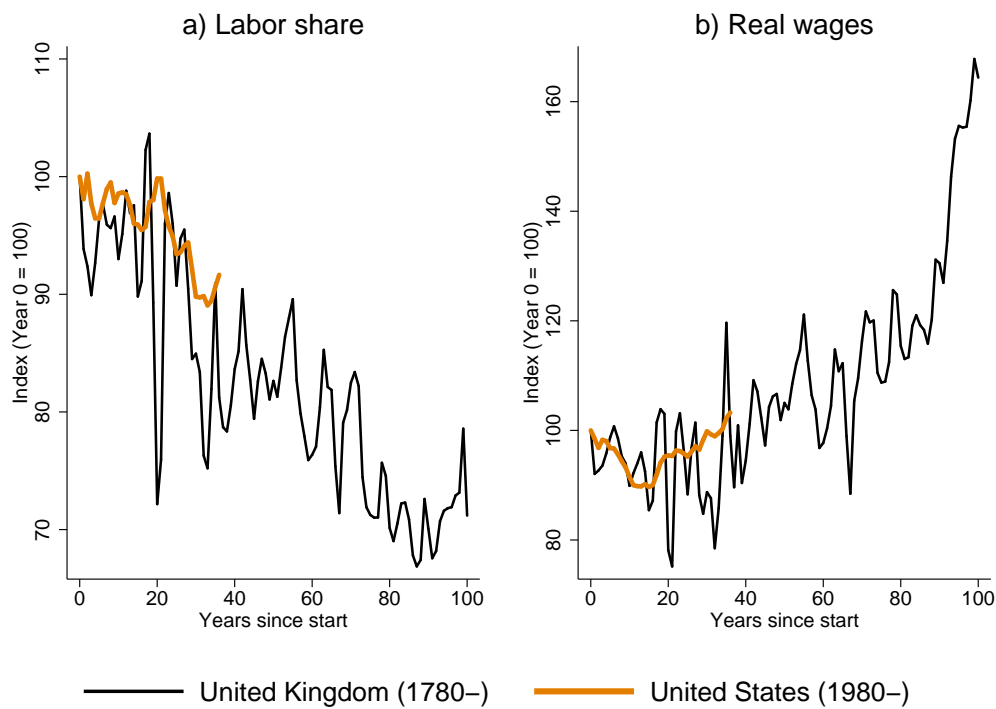 a) Labor share
b) Real wages
Index (Year 0 = 100)
110
100
90
80
70
0 20 40 60 80 100
Years since start
Index (Year 0 = 100)
160
140
120
100
80
0 20 40 60 80 100
Years since start
United Kingdom (1780–)
United States (1980–)